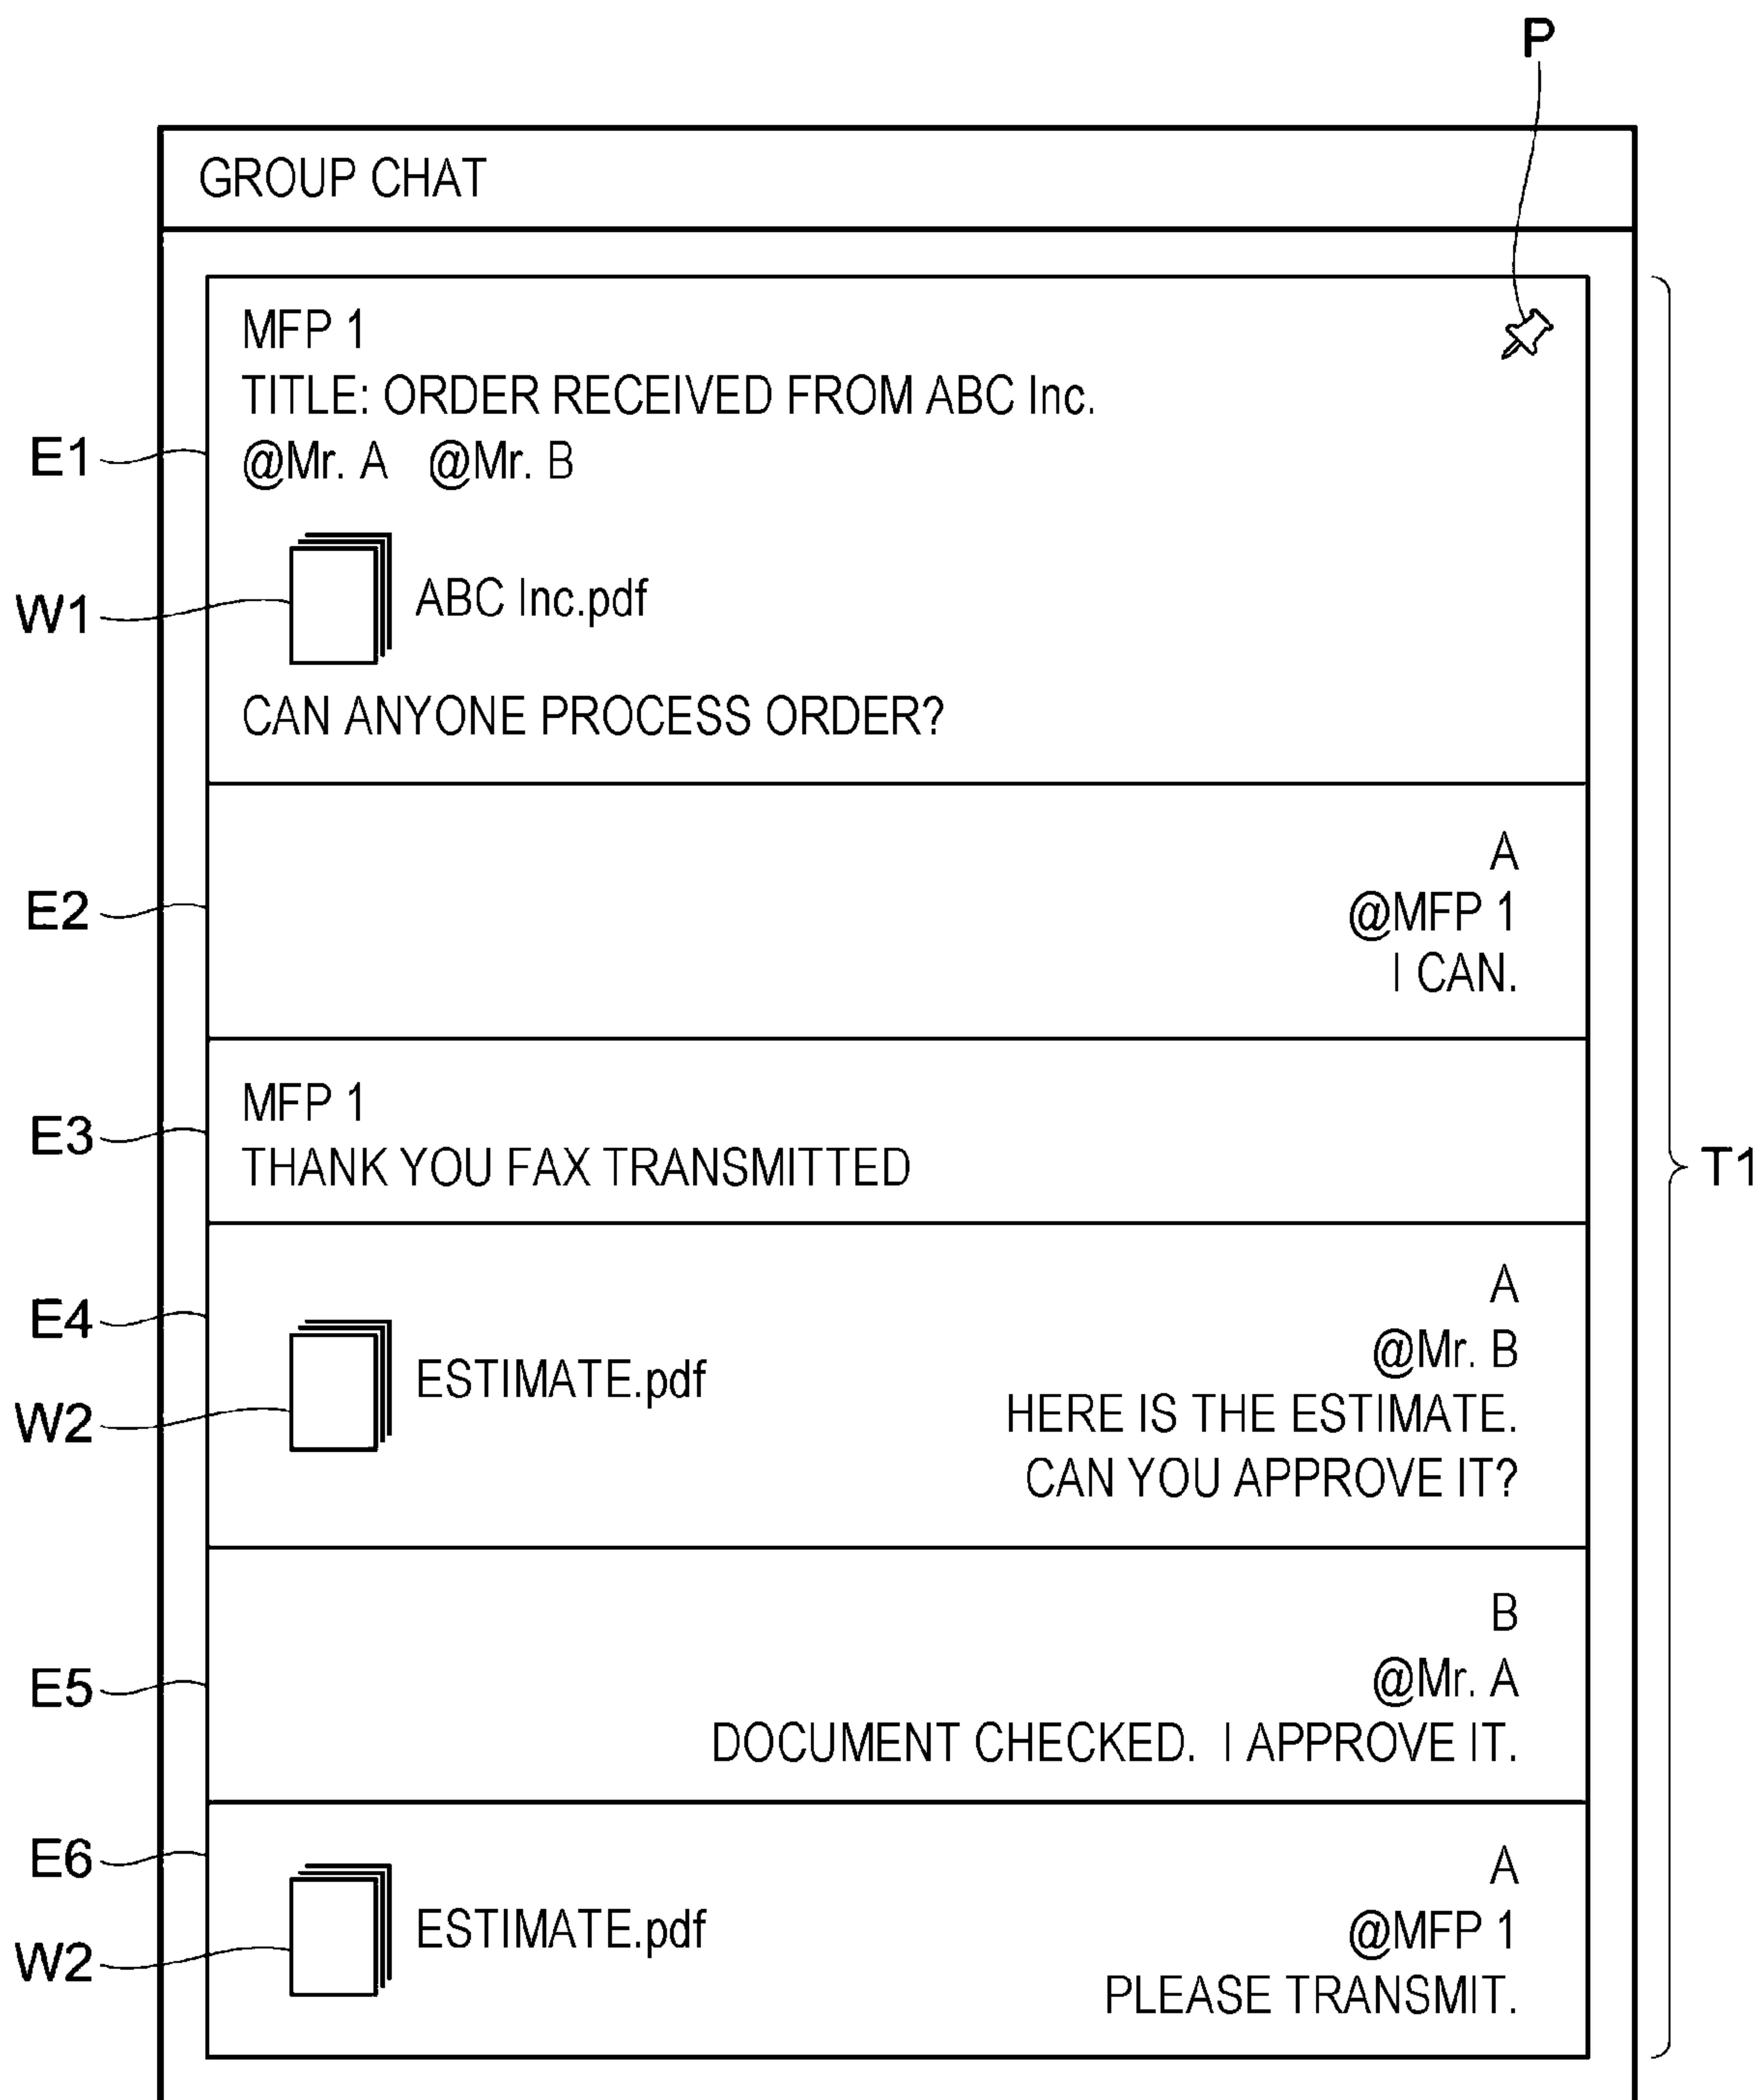 P
GROUP CHAT
MFP 1
TITLE: ORDER RECEIVED FROM ABC Inc.
E1
@Mr. A @Mr. B
W1
ABC Inc.pdf
CAN ANYONE PROCESS ORDER?
A
E2
@MFP 1
I CAN.
MFP 1
E3
THANK YOU FAX TRANSMITTED
T1
A
E4
@Mr. B
ESTIMATE.pdf
W2
HERE IS THE ESTIMATE.
CAN YOU APPROVE IT?
B
E5
@Mr. A
DOCUMENT CHECKED. I APPROVE IT.
E6
A
ESTIMATE.pdf
@MFP 1
W2
PLEASE TRANSMIT.